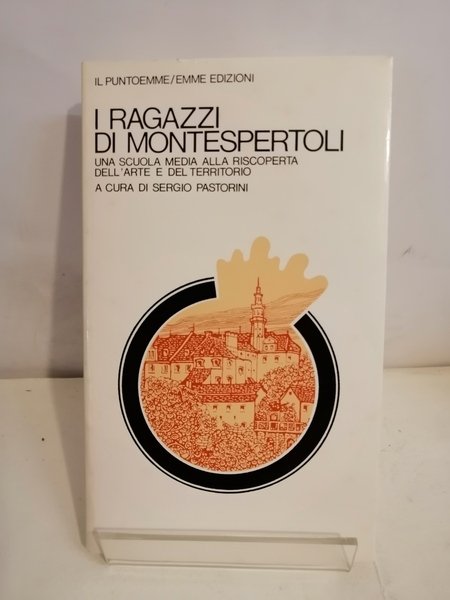 IL PUNTOEMME/EMME EDIZIONI
I RAGAZZI
DI MONTESPERTOLI
UNA SCUOLA MEDIA ALLA RISCOPERTA
DELL'ARTE E DEL TERRITORIO
A CURA DI SERGIO PASTORINI